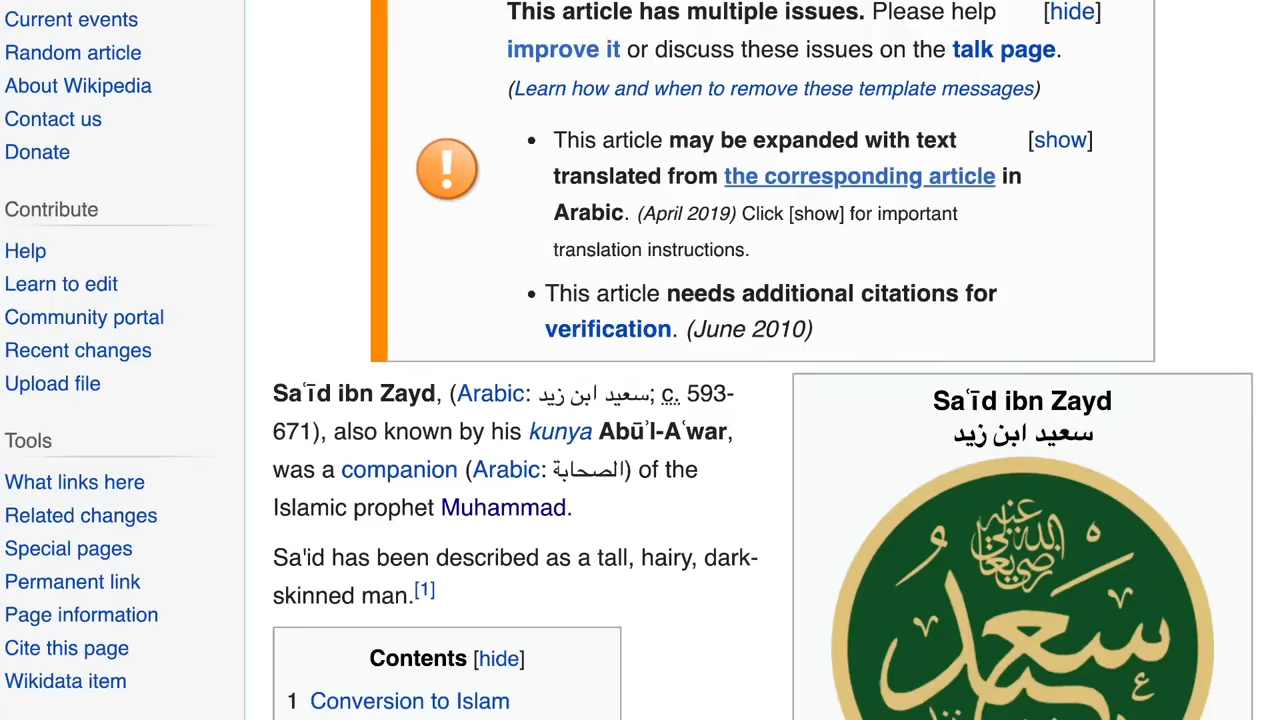 Current events
Random article
About Wikipedia
Contact us
Donate
Contribute
Help
Learn to edit
Community portal
Recent changes
Upload file
Tools
What links here
Related changes
Special pages
Permanent link
Page information
Cite this page
Wikidata item
This article has multiple issues. Please help [hide]
improve it or discuss these issues on the talk page.
(Learn how and when to remove these template messages)
• This article may be expanded with text [show]
translated from the corresponding article in
Arabic. (April 2019) Click [show] for important
translation instructions.
• This article needs additional citations for
verification. (June 2010)
Saʿīd ibn Zayd, (Arabic: سعيد ابن زيد; c. 593-
671), also known by his kunya Abūʾl-Aʿwar,
was a companion (Arabic: الصحابة) of the
Islamic prophet Muhammad.
Sa'id has been described as a tall, hairy, dark-
skinned man.[1]
Contents [hide]
1 Conversion to Islam
Saʿīd ibn Zayd
سعيد ابن زيد
رضي الله تعالى عنه